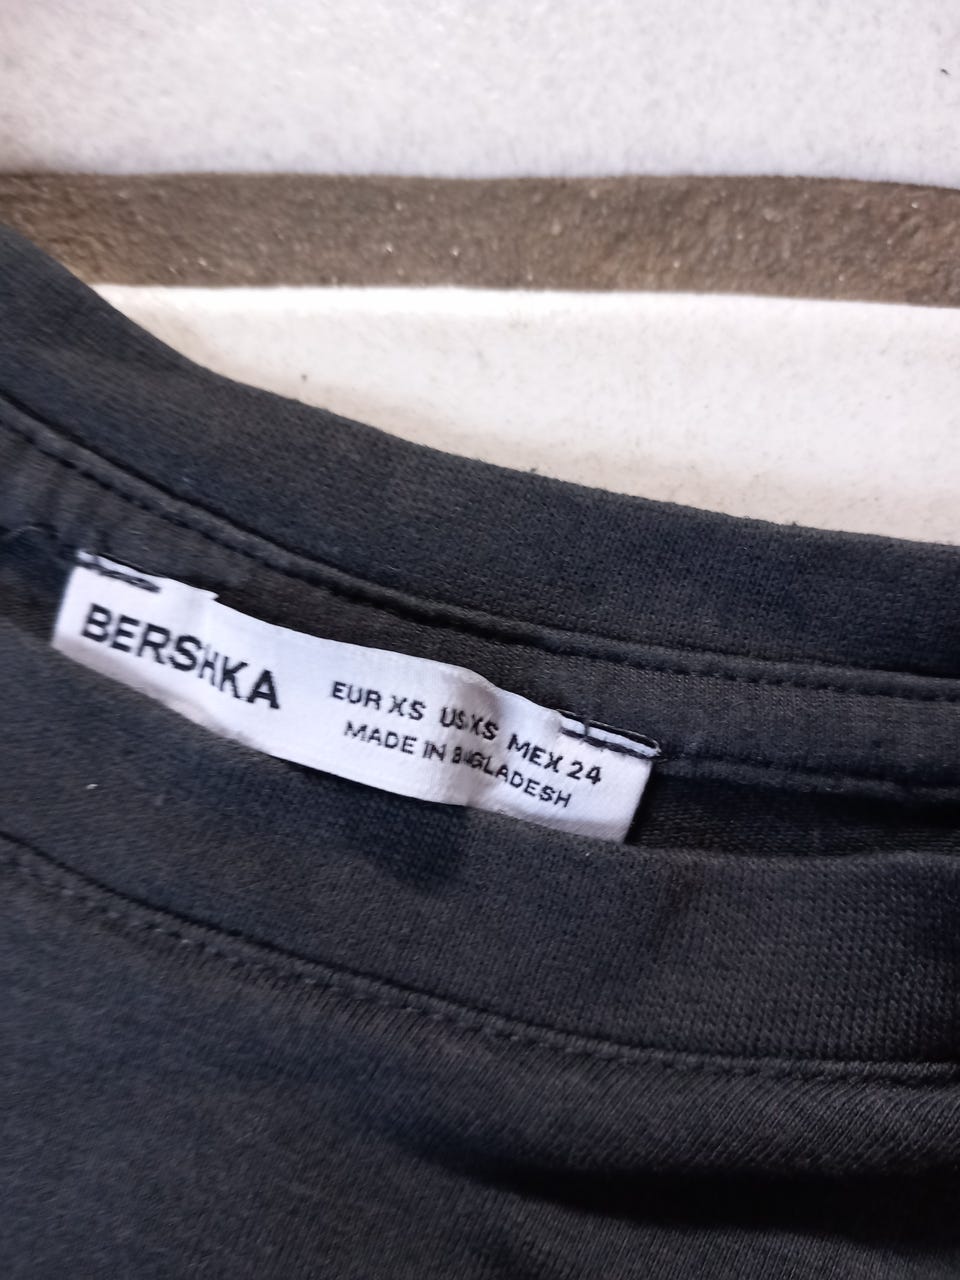 BERSHKA
EUR XS US XS MEX 24
MADE IN BANGLADESH